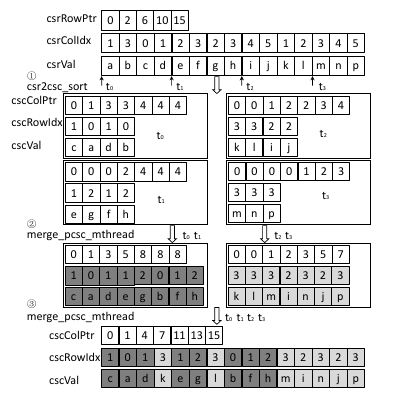 csrRowPtr 0 2 6 10 15
csrColIdx 1 3 0 1 2 3 2 3 4 5 1 2 3 4 5
csrVal a b c d e f g h i j k l m n p
①
csr2csc_sort t₀ t₁ t₂ t₃
cscColPtr 0 1 3 3 4 4 4 0 0 1 2 2 3 4
cscRowIdx 1 0 1 0 t₀ 3 3 2 2 t₂
cscVal c a d b k l i j
0 0 0 2 4 4 4 0 0 0 0 1 2 3
1 2 1 2 t₁ 3 3 3 t₃
e g f h m n p
②
merge_pcsc_mthread t₀ t₁ t₂ t₃
0 1 3 5 8 8 8 0 0 1 2 3 5 7
1 0 1 1 2 0 1 2 3 3 3 2 3 2 3
c a d e g b f h k l m i n j p
③
merge_pcsc_mthread t₀ t₁ t₂ t₃
cscColPtr 0 1 4 7 11 13 15
cscRowIdx 1 0 1 3 1 2 3 0 1 2 3 2 3 2 3
cscVal c a d k e g l b f h m i n j p